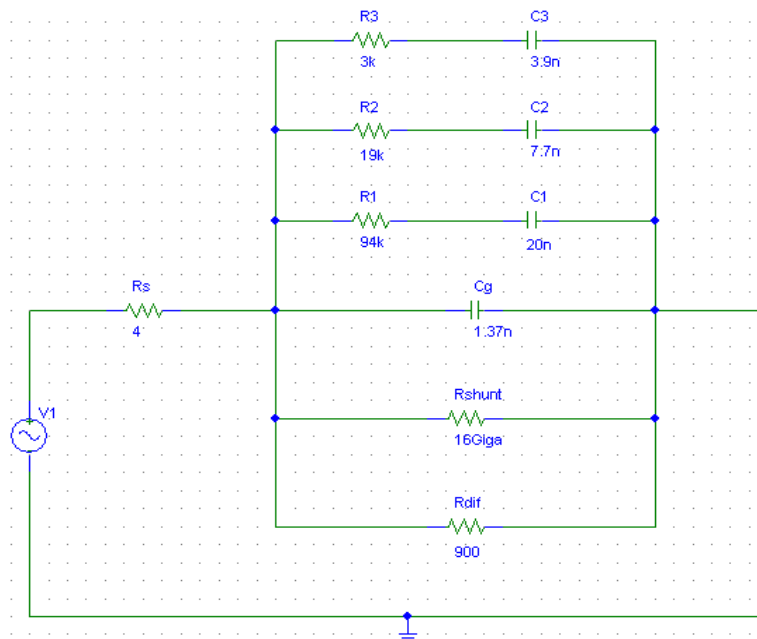 R3 C3
3k 3.9n
R2 C2
19k 7.7n
R1 C1
94k 20n
Rs Cg
4 1.37n
Rshunt
V1
16Giga
Rdif
900